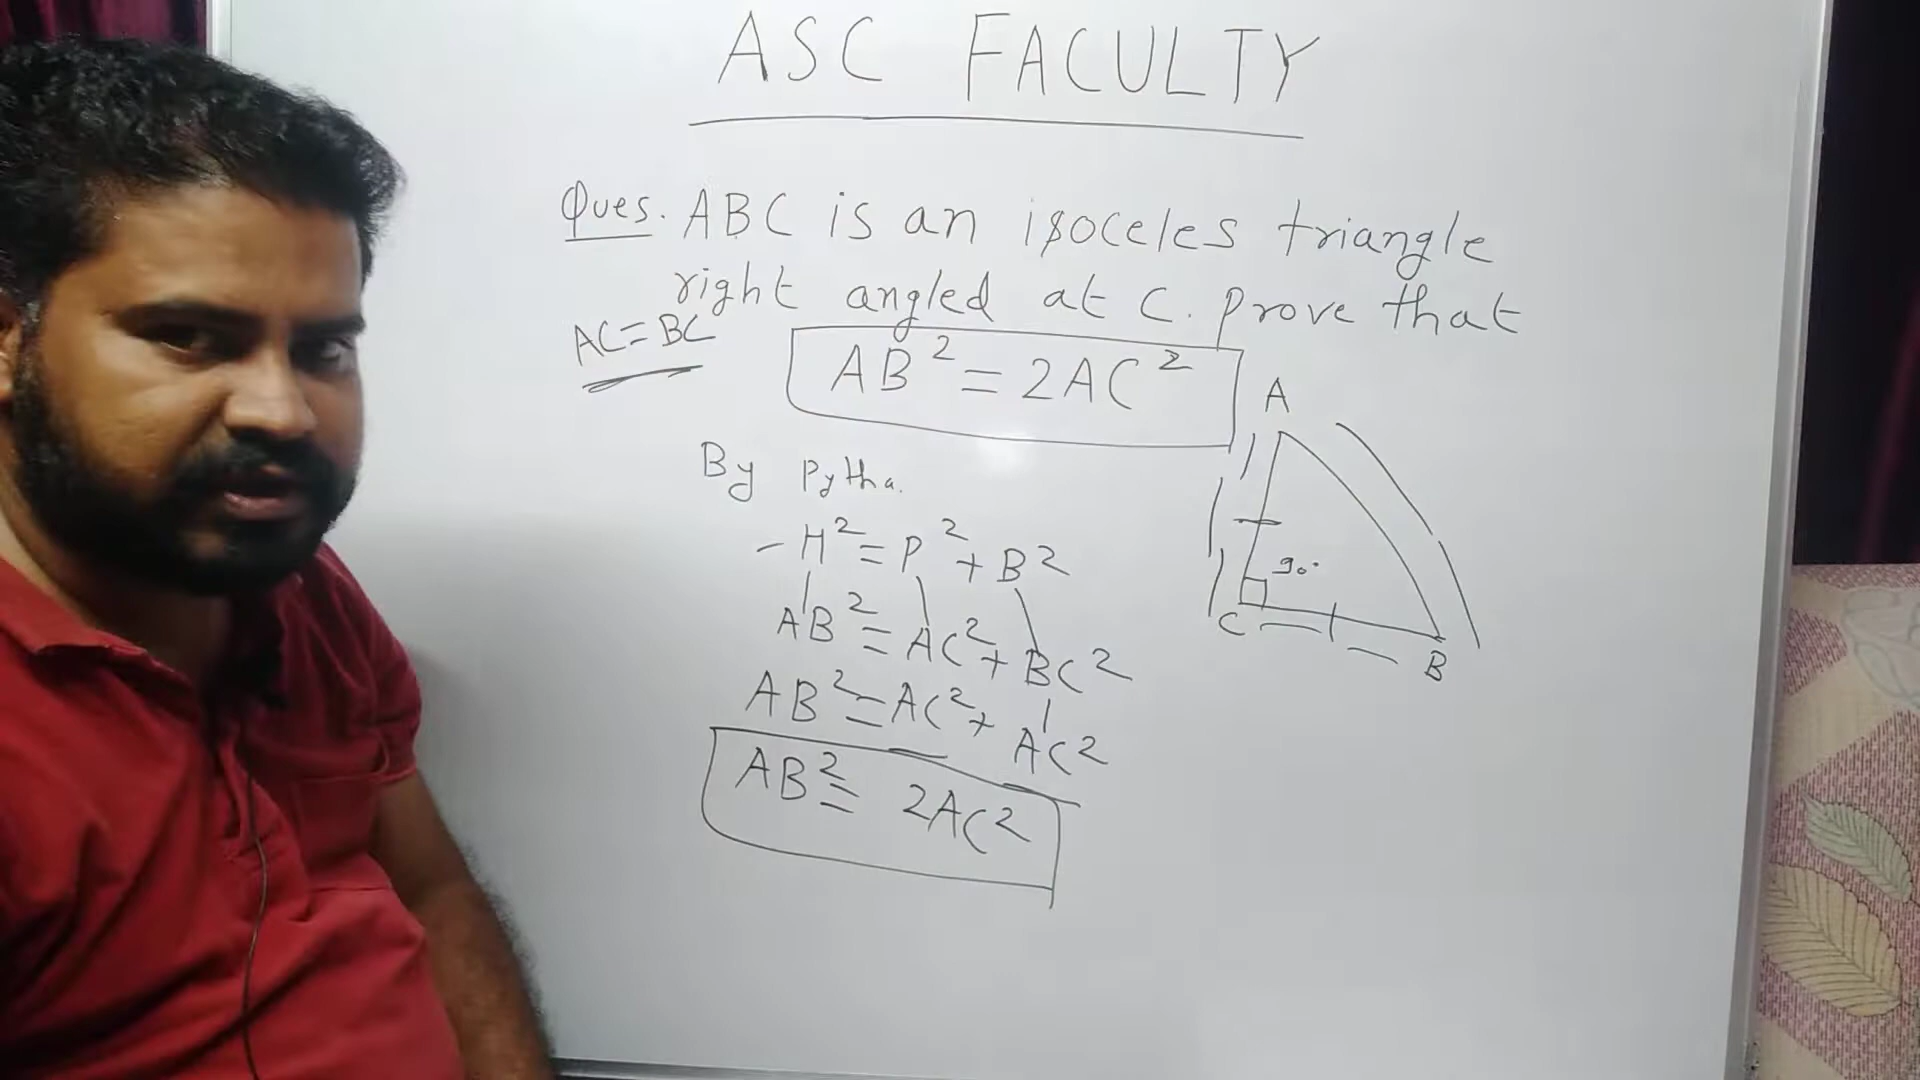 ASC FACULTY
Ques. ABC is an isoceles triangle
right angled at C. prove that
AC=BC
AB²=2AC²
By Pytha.
H²=P²+B²
AB²=AC²+BC²
AB²=AC²+AC²
AB²=2AC²
A
90°
C
B